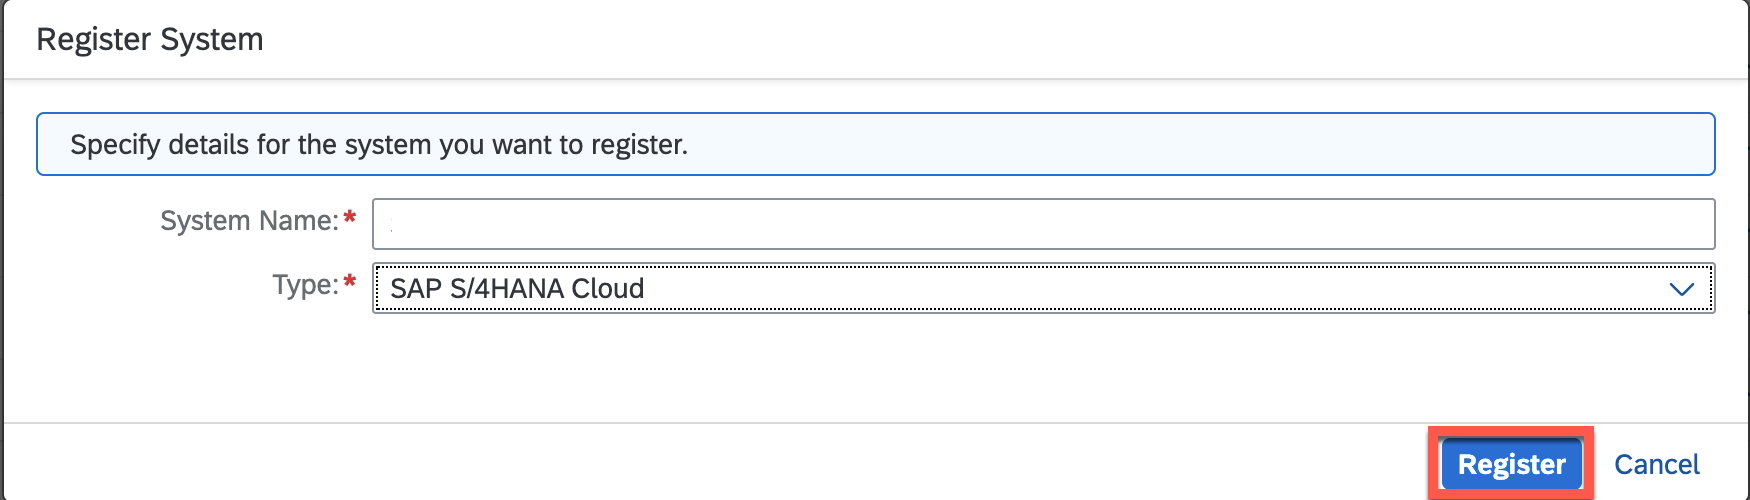 Register System
Specify details for the system you want to register.
System Name:*
Type:* SAP S/4HANA Cloud
Register Cancel